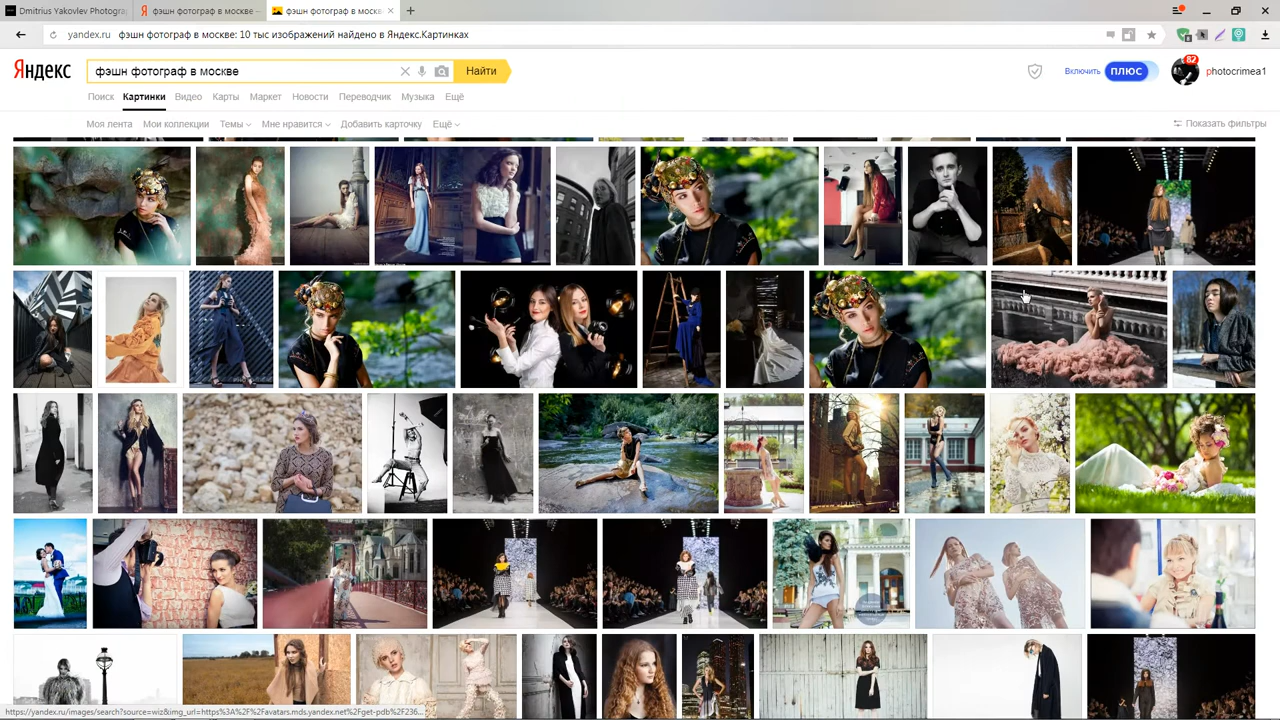 Dmitrius Yakovlev Photogra
фэшн фотограф в москве —
фэшн фотограф в москве
yandex.ru фэшн фотограф в москве: 10 тыс изображений найдено в Яндекс.Картинках
Яндекс
фэшн фотограф в москве
Найти
Включить ПЛЮС
82
photocrimea1
Поиск Картинки Видео Карты Маркет Новости Переводчик Музыка Ещё
Моя лента Мои коллекции Темы Мне нравится Добавить карточку Ещё
Показать фильтры
https://yandex.ru/images/search?source=wiz&img_url=https%3A%2F%2Favatars.mds.yandex.net%2Fget-pdb%2F236...